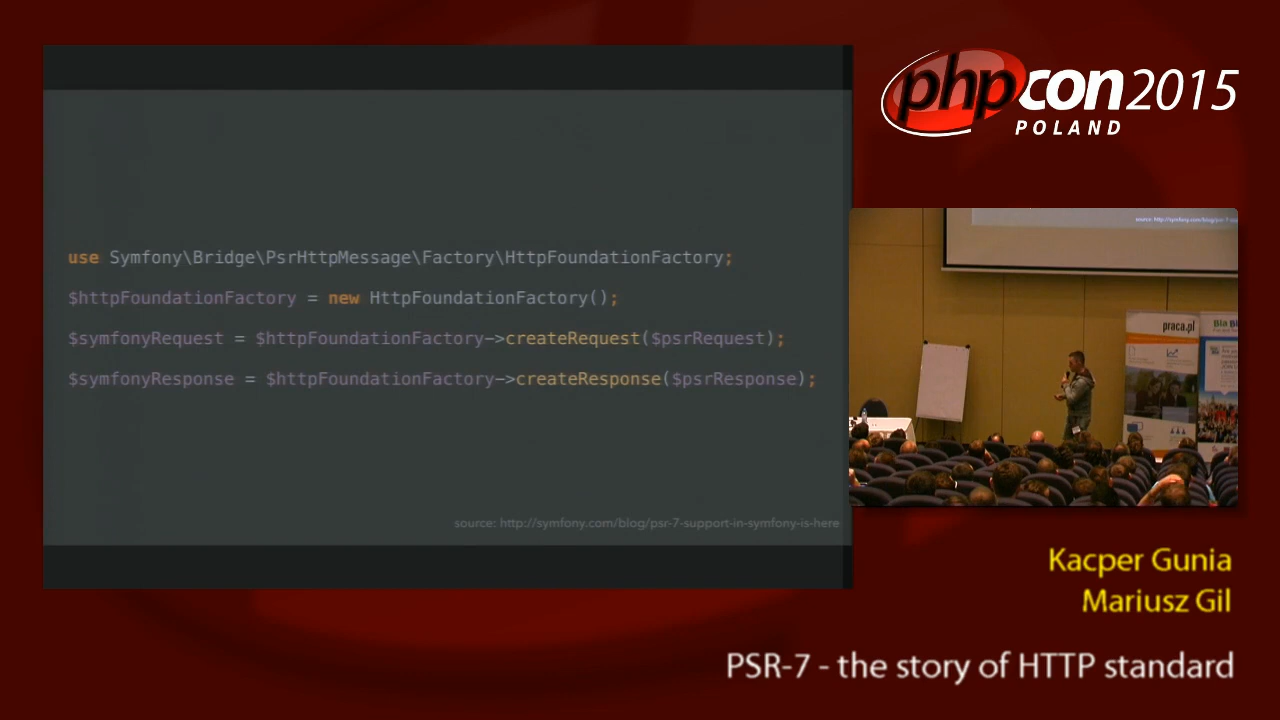 use Symfony\Bridge\PsrHttpMessage\Factory\HttpFoundationFactory;
$httpFoundationFactory = new HttpFoundationFactory();
$symfonyRequest = $httpFoundationFactory->createRequest($psrRequest);
$symfonyResponse = $httpFoundationFactory->createResponse($psrResponse);
source: http://symfony.com/blog/psr-7-support-in-symfony-is-here
phpcon2015
POLAND
praca.pl
Kacper Gunia
Mariusz Gil
PSR-7 - the story of HTTP standard